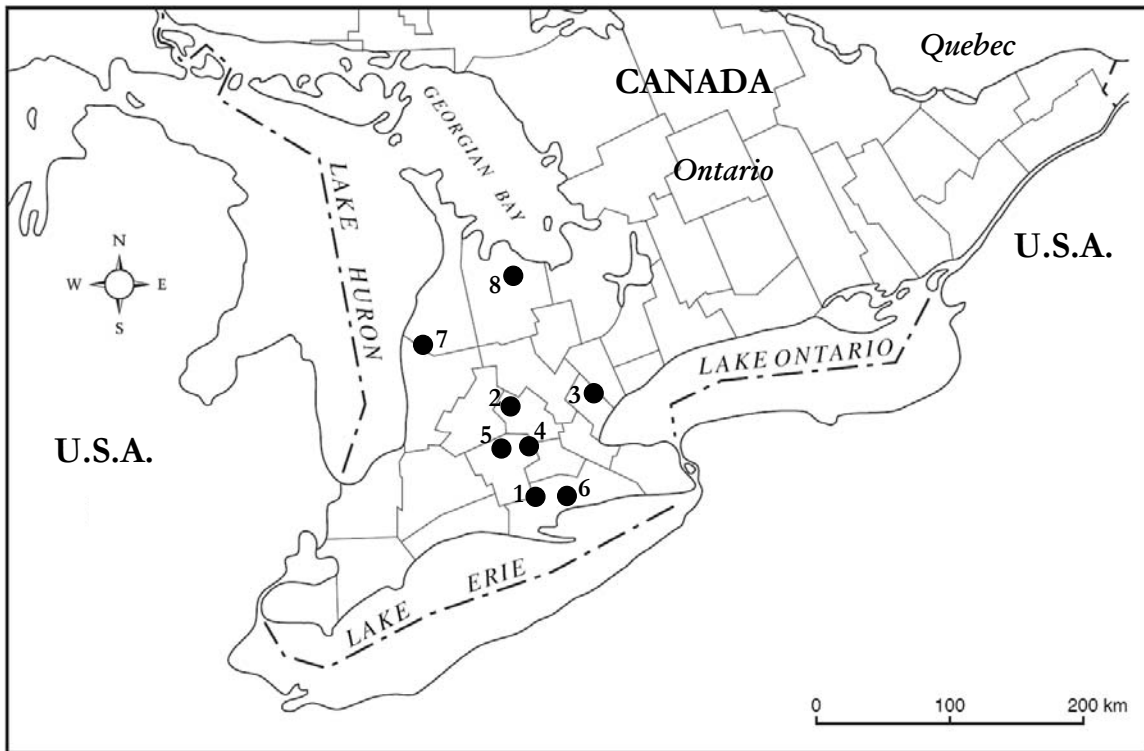 Quebec
CANADA
GEORGIAN BAY
Ontario
LAKE HURON
U.S.A.
N
W E
S
8
7
LAKE ONTARIO
3
2
5 4
U.S.A.
1 6
LAKE ERIE
0 100 200 km